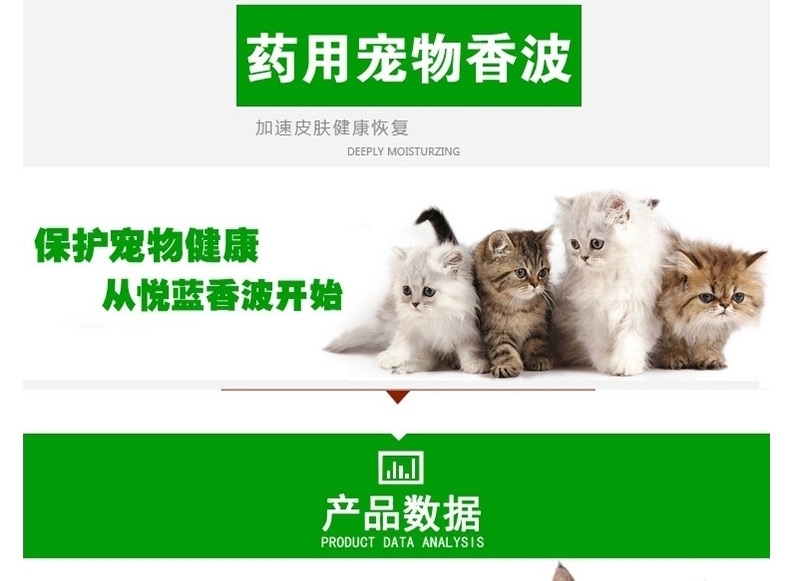 药用宠物香波
加速皮肤健康恢复
DEEPLY MOISTURZING
保护宠物健康
从悦蓝香波开始
产品数据
PRODUCT DATA ANALYSIS